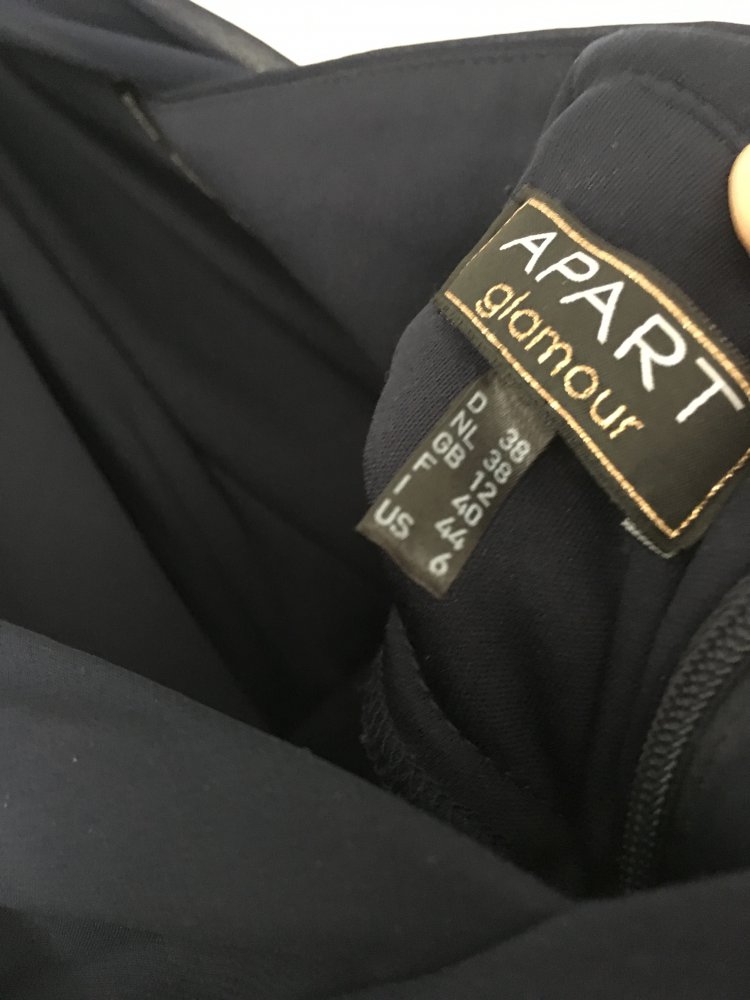 APART
glamour
D 38
NL 38
GB 12
F 40
I 44
US 6